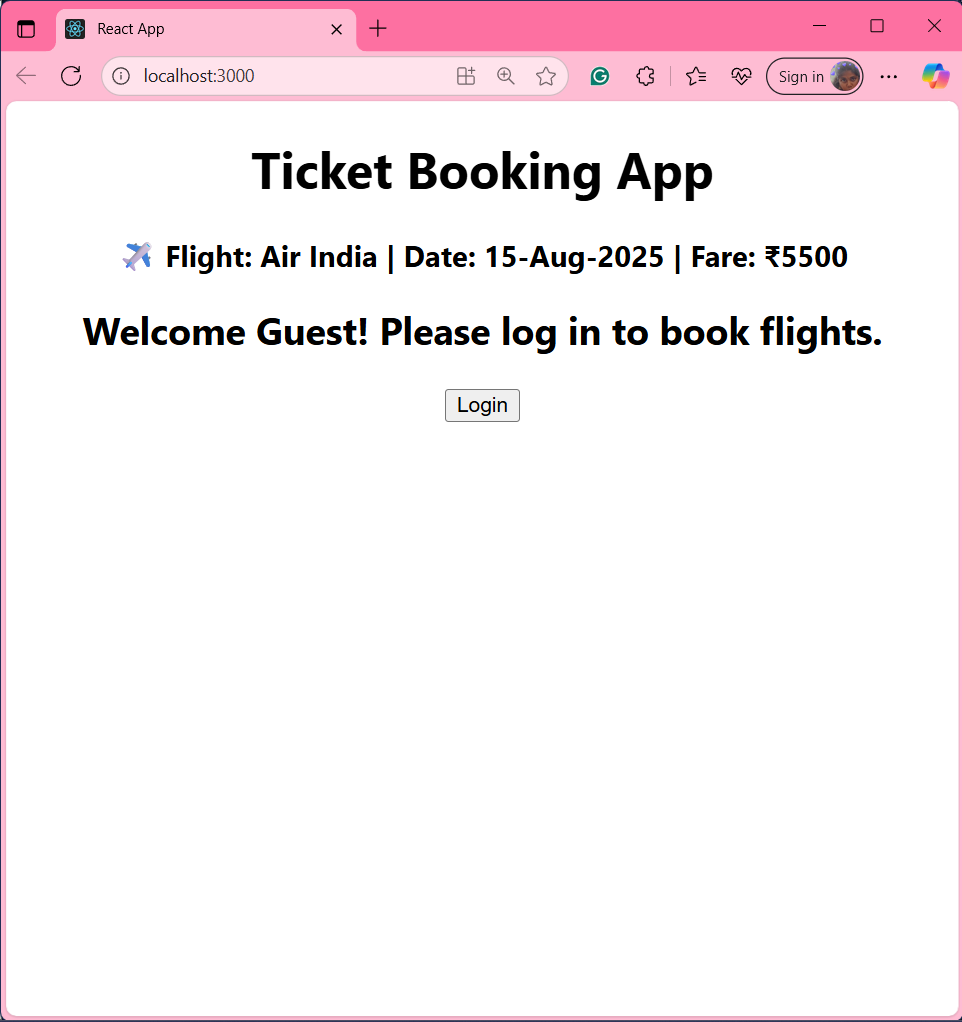 React App
localhost:3000
Sign in
Ticket Booking App
✈️ Flight: Air India | Date: 15-Aug-2025 | Fare: ₹5500
Welcome Guest! Please log in to book flights.
Login